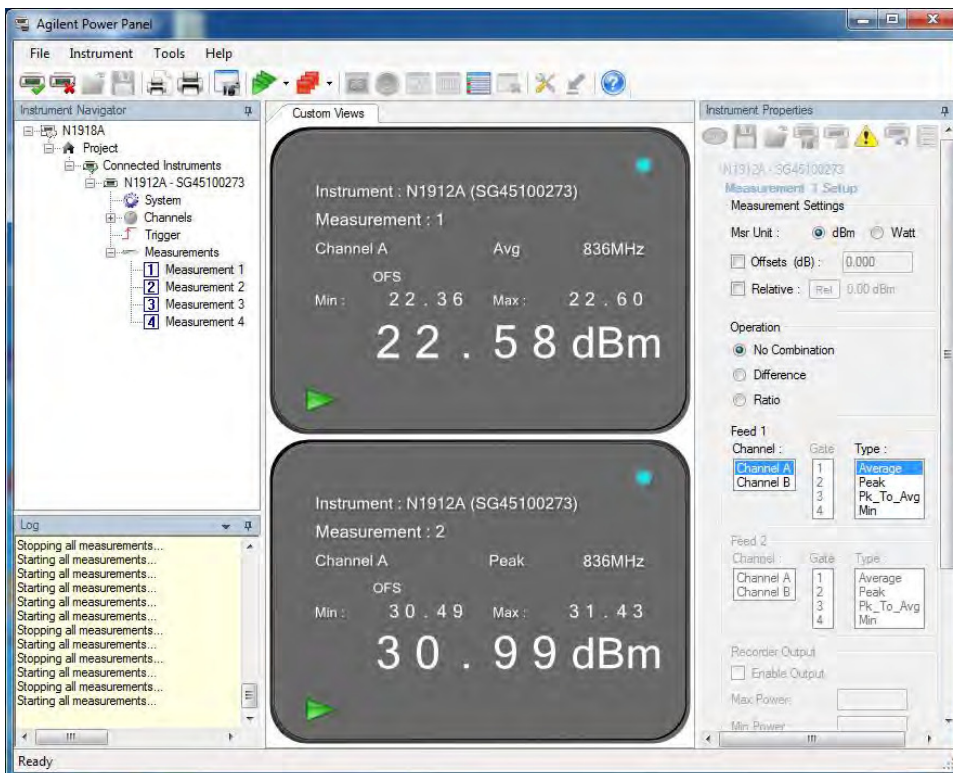 Agilent Power Panel
File Instrument Tools Help
Instrument Navigator
N1918A
Project
Connected Instruments
N1912A - SG45100273
System
Channels
Trigger
Measurements
1 Measurement 1
2 Measurement 2
3 Measurement 3
4 Measurement 4
Log
Stopping all measurements...
Starting all measurements...
Starting all measurements...
Starting all measurements...
Starting all measurements...
Starting all measurements...
Stopping all measurements...
Starting all measurements...
Stopping all measurements...
Starting all measurements...
Stopping all measurements...
Starting all measurements...
Custom Views
Instrument : N1912A (SG45100273)
Measurement : 1
Channel A Avg 836MHz
OFS
Min : 22.36 Max : 22.60
22.58 dBm
Instrument : N1912A (SG45100273)
Measurement : 2
Channel A Peak 836MHz
OFS
Min : 30.49 Max : 31.43
30.99 dBm
Instrument Properties
N1912A - SG45100273
Measurement 1 Setup
Measurement Settings
Msr Unit : dBm Watt
Offsets (dB) : 0.000
Relative : Rel 0.00 dBm
Operation
No Combination
Difference
Ratio
Feed 1
Channel : Gate Type :
Channel A 1 Average
Channel B 2 Peak
3 Pk_To_Avg
4 Min
Feed 2
Channel : Gate Type :
Channel A 1 Average
Channel B 2 Peak
3 Pk_To_Avg
4 Min
Recorder Output
Enable Output
Max Power:
Min Power
Ready